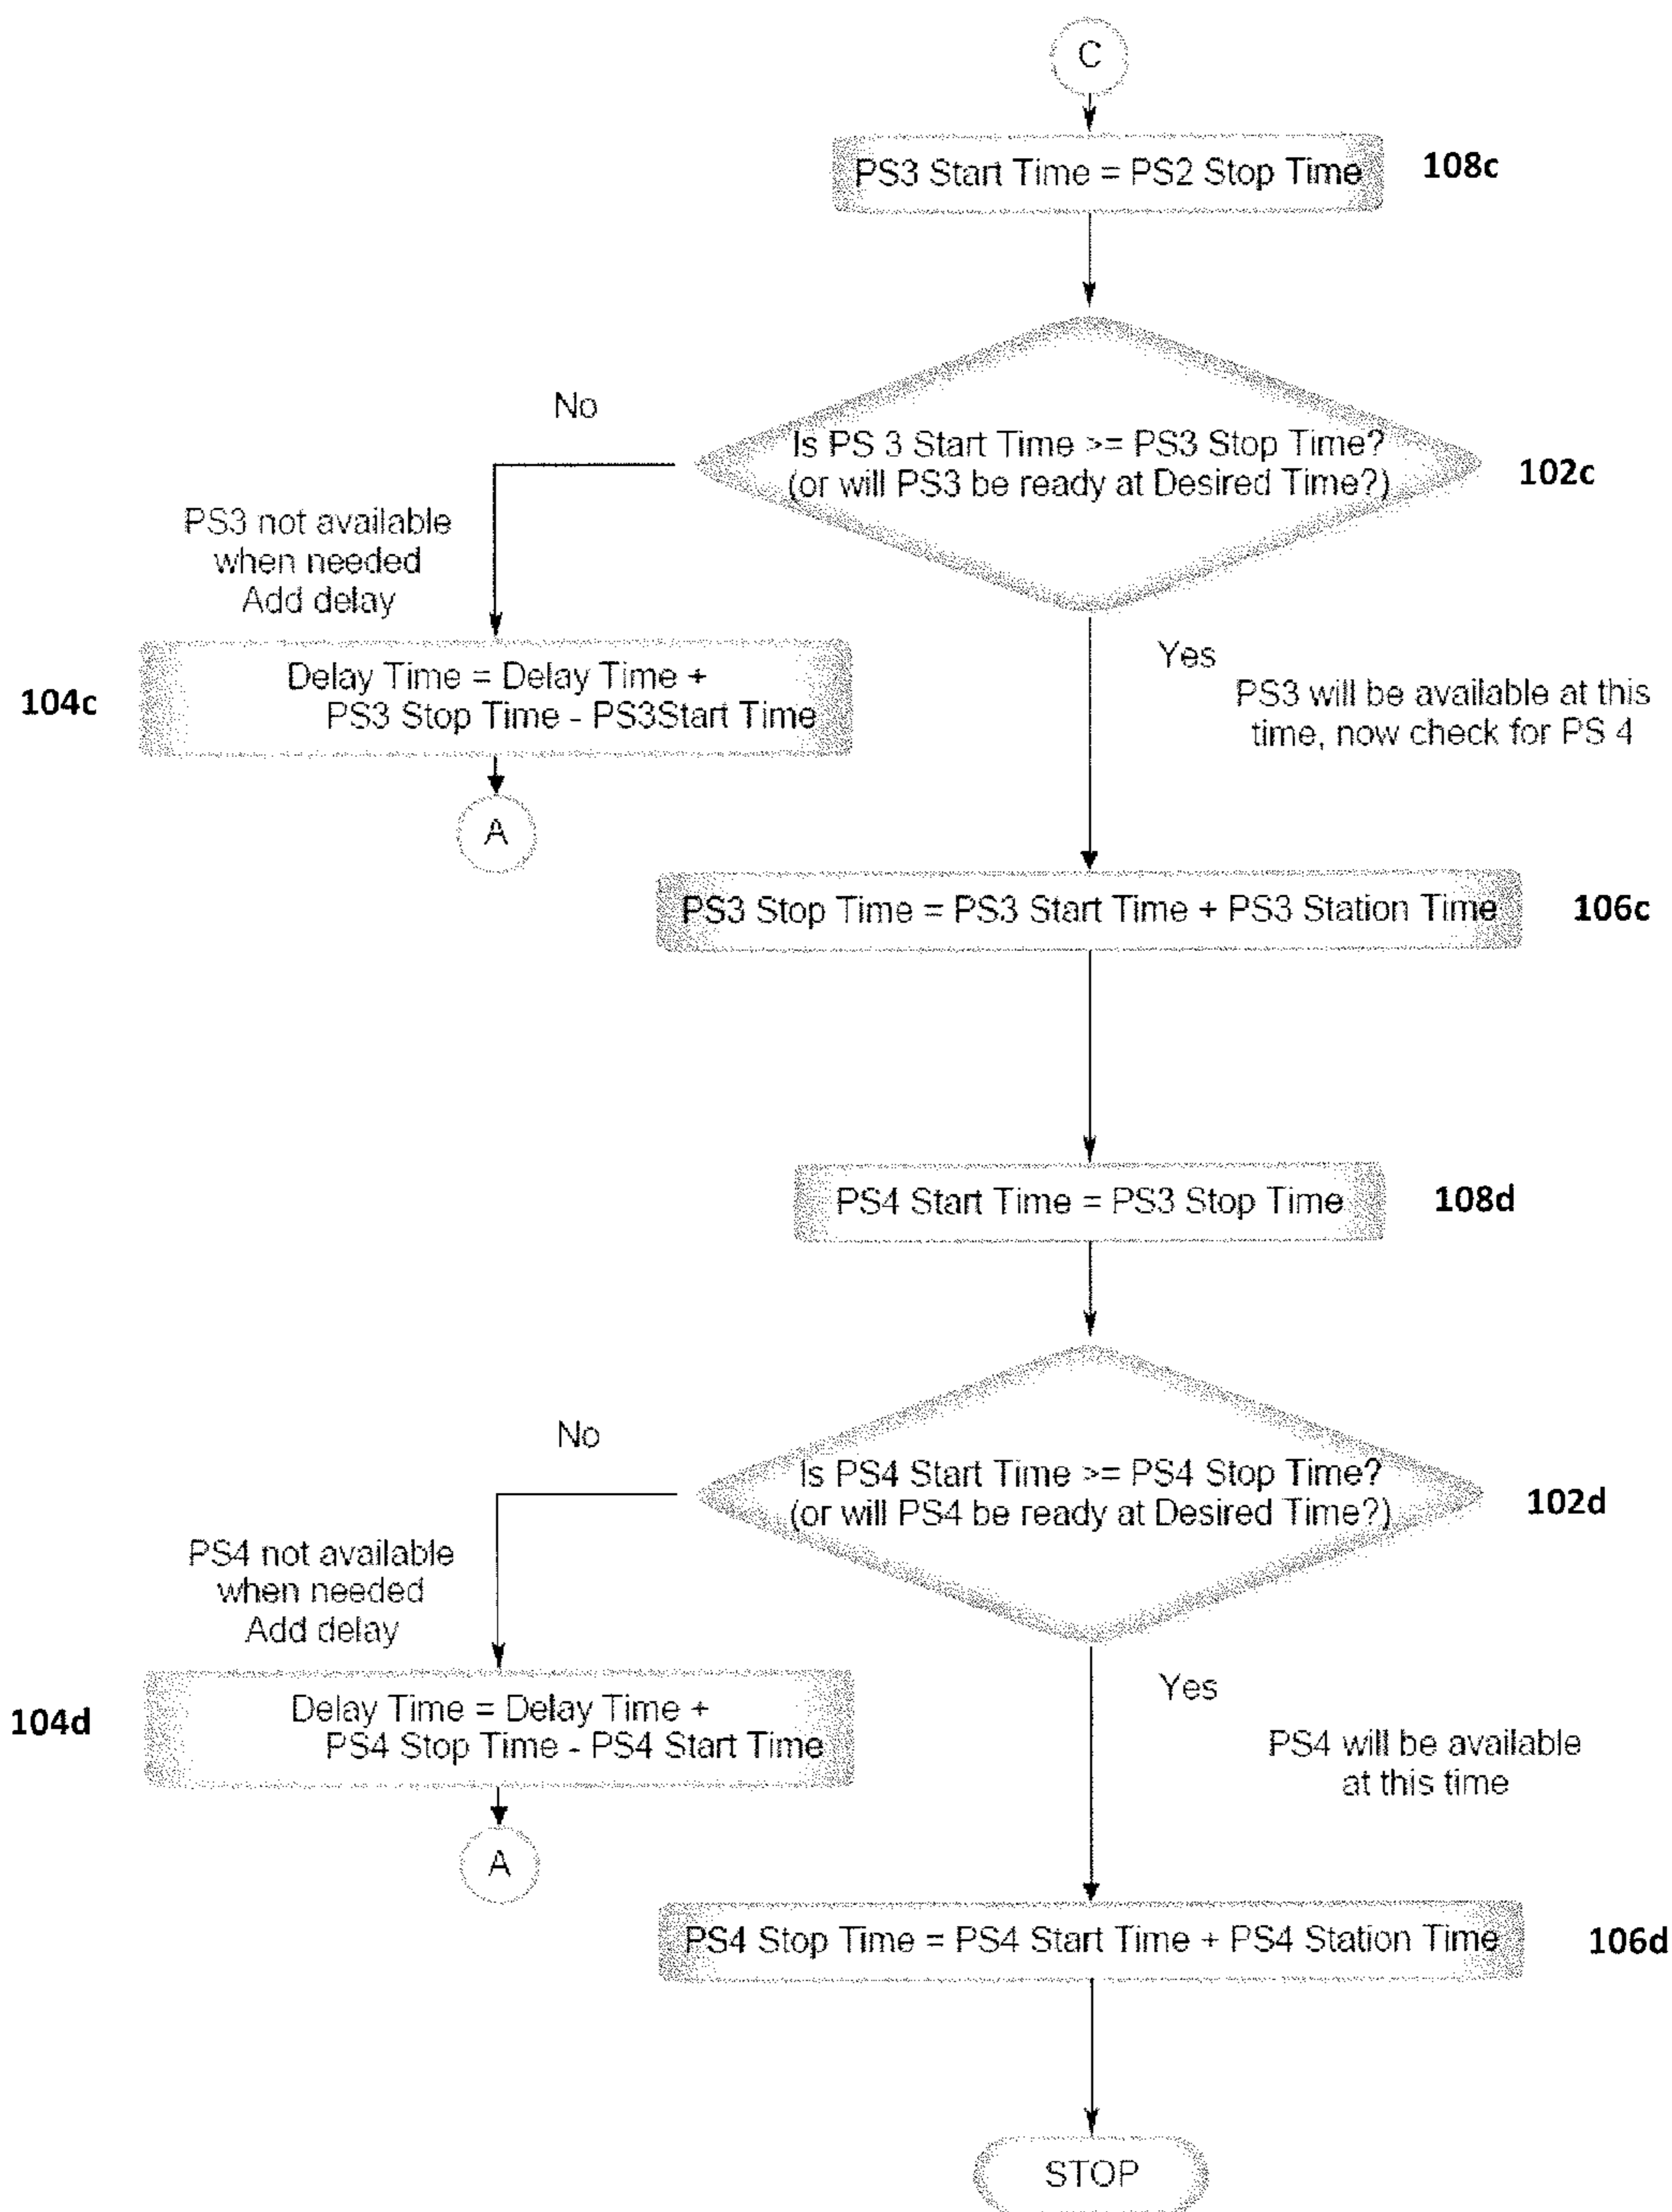 C
PS3 Start Time = PS2 Stop Time
108c
No
Is PS 3 Start Time >= PS3 Stop Time?
(or will PS3 be ready at Desired Time?)
102c
PS3 not available
when needed
Add delay
Yes
PS3 will be available at this
time, now check for PS 4
104c
Delay Time = Delay Time +
PS3 Stop Time - PS3Start Time
A
PS3 Stop Time = PS3 Start Time + PS3 Station Time
106c
PS4 Start Time = PS3 Stop Time
108d
No
Is PS4 Start Time >= PS4 Stop Time?
(or will PS4 be ready at Desired Time?)
102d
PS4 not available
when needed
Add delay
Yes
PS4 will be available
at this time
104d
Delay Time = Delay Time +
PS4 Stop Time - PS4 Start Time
A
PS4 Stop Time = PS4 Start Time + PS4 Station Time
106d
STOP